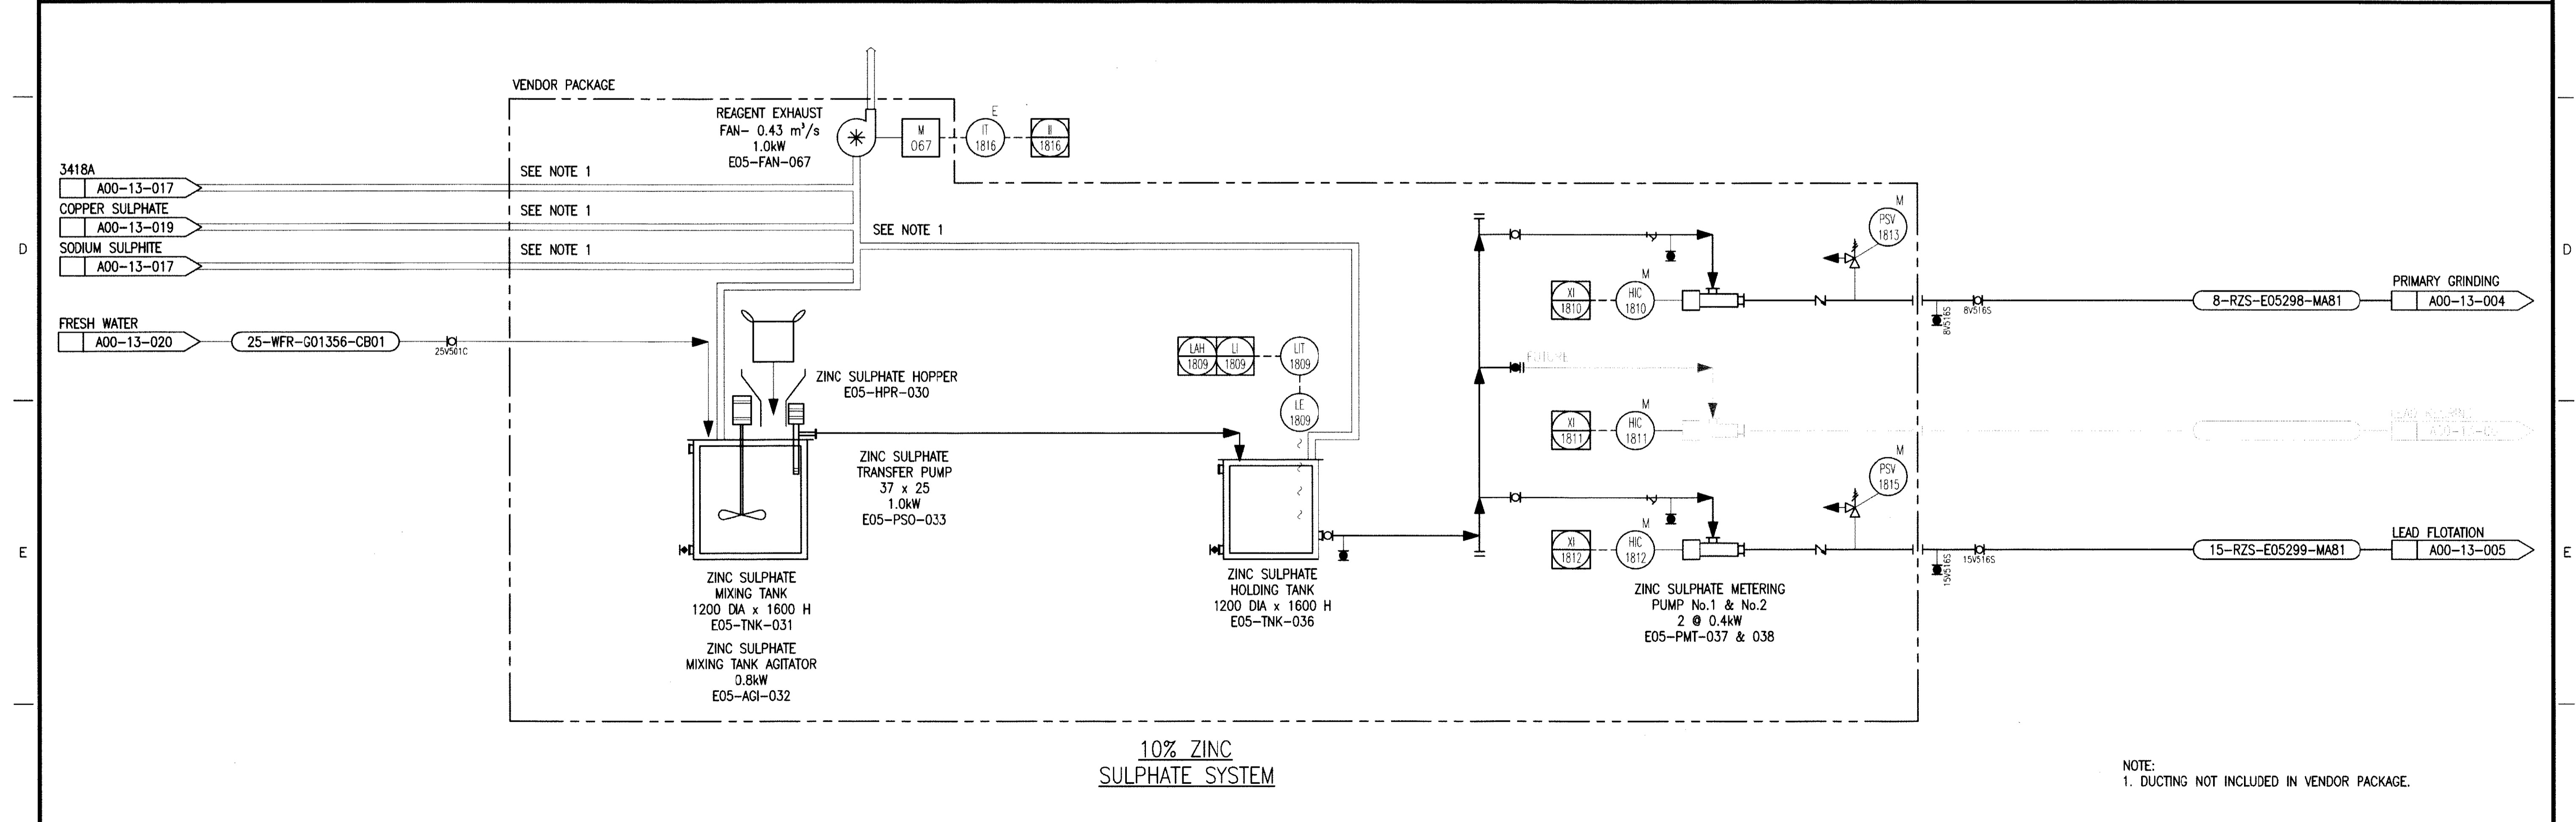 VENDOR PACKAGE
REAGENT EXHAUST
FAN- 0.43 m³/s
1.0kW
E05-FAN-067
M
067
E
IT
1816
II
1816
3418A
A00-13-017
SEE NOTE 1
COPPER SULPHATE
A00-13-019
SEE NOTE 1
SODIUM SULPHITE
A00-13-017
SEE NOTE 1
SEE NOTE 1
D
D
FRESH WATER
A00-13-020
25-WFR-G01356-CB01
25V501C
ZINC SULPHATE HOPPER
E05-HPR-030
ZINC SULPHATE
TRANSFER PUMP
37 x 25
1.0kW
E05-PSO-033
LAH
1809
LI
1809
LIT
1809
LE
1809
M
PSV
1813
XI
1810
M
HIC
1810
8V516S
8V516S
8-RZS-E05298-MA81
PRIMARY GRINDING
A00-13-004
FUTURE
XI
1811
M
HIC
1811
M
PSV
1815
XI
1812
M
HIC
1812
15V516S
15V516S
15-RZS-E05299-MA81
LEAD FLOTATION
A00-13-005
E
E
ZINC SULPHATE
MIXING TANK
1200 DIA x 1600 H
E05-TNK-031
ZINC SULPHATE
MIXING TANK AGITATOR
0.8kW
E05-AGI-032
ZINC SULPHATE
HOLDING TANK
1200 DIA x 1600 H
E05-TNK-036
ZINC SULPHATE METERING
PUMP No.1 & No.2
2 @ 0.4kW
E05-PMT-037 & 038
10% ZINC
SULPHATE SYSTEM
NOTE:
1. DUCTING NOT INCLUDED IN VENDOR PACKAGE.